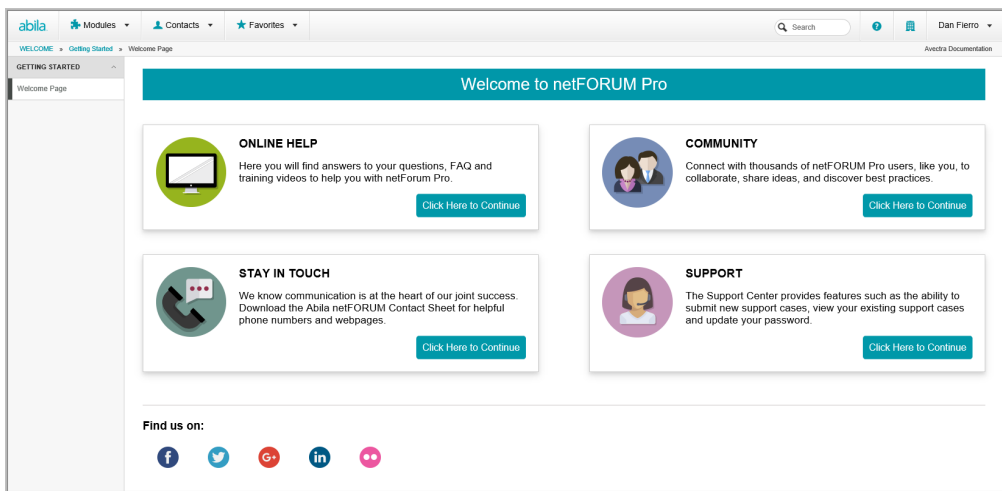 abila Modules Contacts Favorites Search Dan Fierro
WELCOME » Getting Started » Welcome Page Avectra Documentation
GETTING STARTED
Welcome Page
Welcome to netFORUM Pro
ONLINE HELP
Here you will find answers to your questions, FAQ and
training videos to help you with netForum Pro.
Click Here to Continue
COMMUNITY
Connect with thousands of netFORUM Pro users, like you, to
collaborate, share ideas, and discover best practices.
Click Here to Continue
STAY IN TOUCH
We know communication is at the heart of our joint success.
Download the Abila netFORUM Contact Sheet for helpful
phone numbers and webpages.
Click Here to Continue
SUPPORT
The Support Center provides features such as the ability to
submit new support cases, view your existing support cases
and update your password.
Click Here to Continue
Find us on:
f G+ in